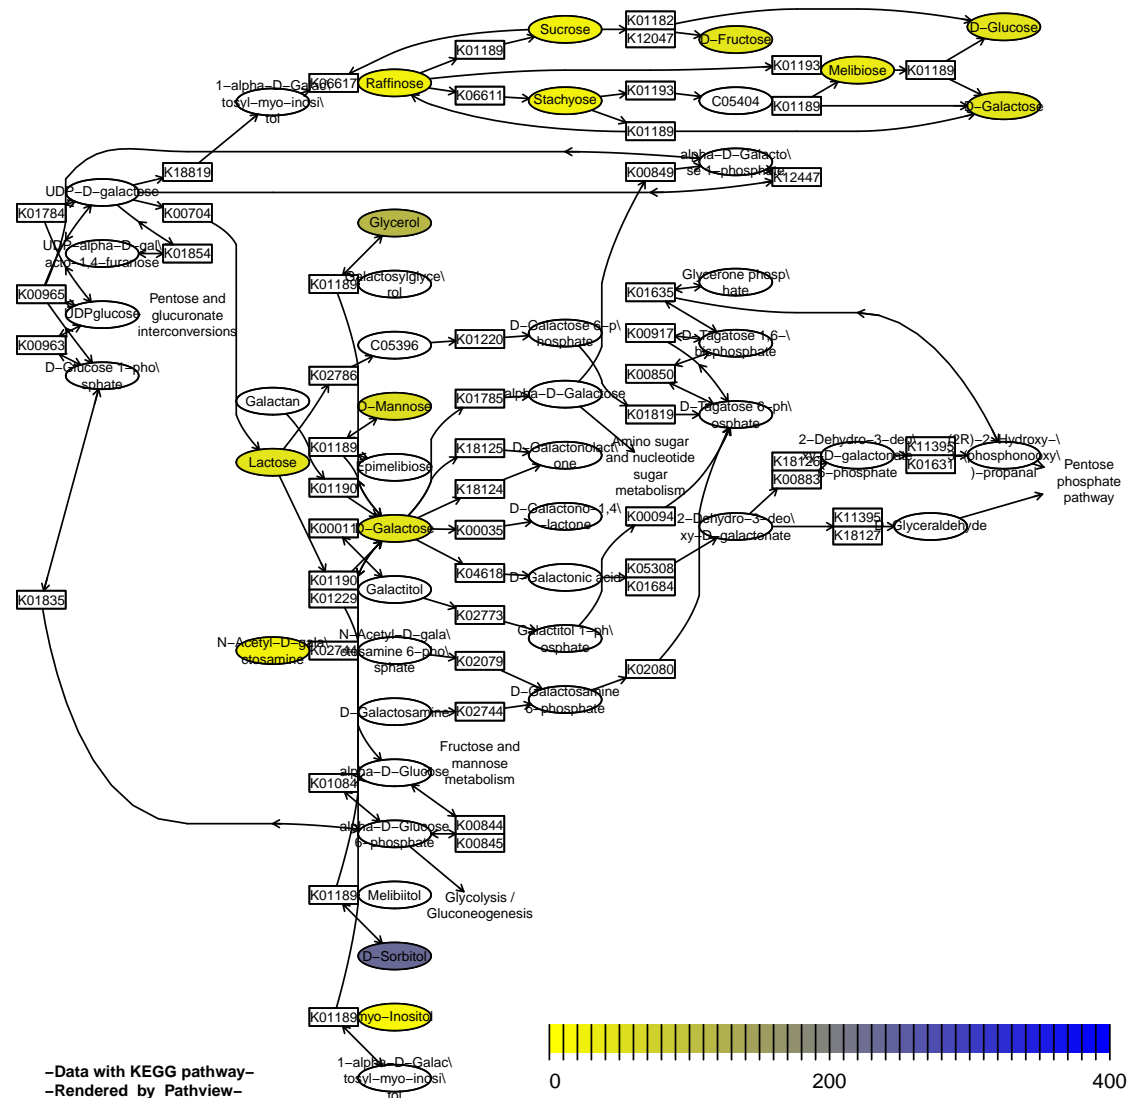 K01182
K12047
Sucrose
D−Fructose
D−Glucose
K01189
K01193
Melibiose
K01189
1−alpha−D−Galact
tosyl−myo−inosi\
tol
K06617
Raffinose
K06611
Stachyose
K01193
C05404
K01189
D−Galactose
K01189
K18819
K00849
alpha−D−Galacto\
se 1−phosphate
K12447
UDP−D−galactose
K01784
K00704
Glycerol
UDP−alpha−D−gal\
acto−1,4−furanose
K01854
K01189
Galactosylglyce\
rol
Glycerone phosp\
hate
K01635
K00965
UDPglucose
Pentose and
glucuronate
interconversions
K00963
D−Glucose 1−pho\
sphate
C05396
K01220
D−Galactose 6−p\
hosphate
K00917
D−Tagatose 1,6−\
bisphosphate
K02786
K00850
Galactan
D−Mannose
K01785
alpha−D−Galactose
K01819
D−Tagatose 6−ph\
osphate
K01189
K18125
D−Galactonolact\
one
Amino sugar
and nucleotide
sugar
metabolism
Lactose
Epimelibiose
K01190
K18124
2−Dehydro−3−deo\
xy−D−galactonate
6−phosphate
K18126
K00883
K11395
K01631
(2R)−2−Hydroxy−\
(phosphonooxy\
)−propanal
Pentose
phosphate
pathway
K00011
D−Galactose
K00035
D−Galactono−1,4\
−lactone
K00094
2−Dehydro−3−deo\
xy−D−galactonate
K11395
K18127
D−Glyceraldehyde
K01190
K01229
Galactitol
K04618
D−Galactonic acid
K05308
K01684
K01835
K02773
Galactitol 1−ph\
osphate
N−Acetyl−D−gala\
ctosamine
K02744
N−Acetyl−D−gala\
ctosamine 6−pho\
sphate
K02079
K02080
D−Galactosamine
K02744
D−Galactosamine
6−phosphate
Fructose and
mannose
metabolism
K01084
alpha−D−Glucose
alpha−D−Glucose
6−phosphate
K00844
K00845
K01189
Melibiitol
Glycolysis /
Gluconeogenesis
D−Sorbitol
K01189
myo−Inositol
1−alpha−D−Galac\
tosyl−myo−inosi\
tol
−Data with KEGG pathway−
−Rendered by Pathview−
0
200
400